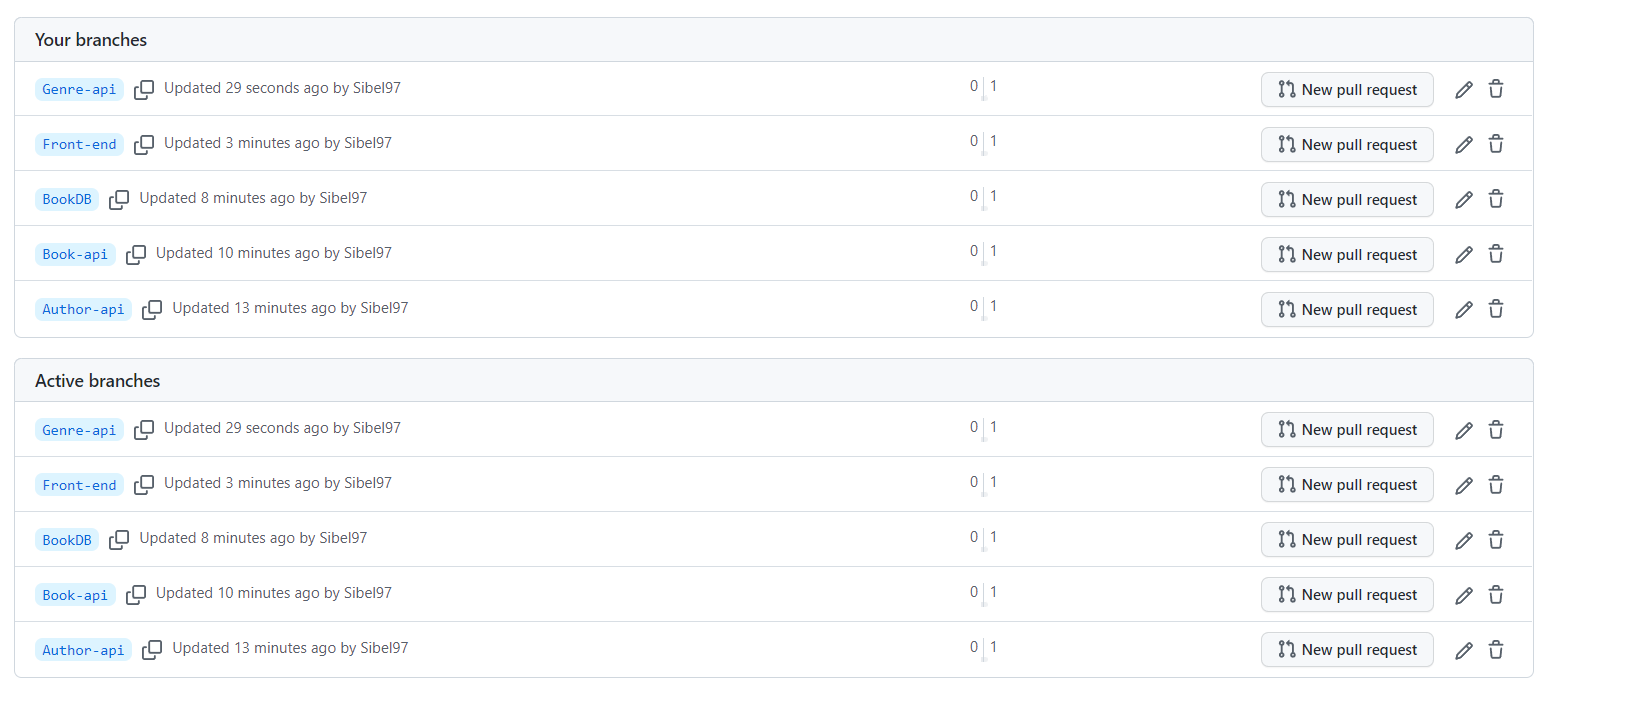 Your branches
Genre-api Updated 29 seconds ago by Sibel97 0 1 New pull request
Front-end Updated 3 minutes ago by Sibel97 0 1 New pull request
BookDB Updated 8 minutes ago by Sibel97 0 1 New pull request
Book-api Updated 10 minutes ago by Sibel97 0 1 New pull request
Author-api Updated 13 minutes ago by Sibel97 0 1 New pull request
Active branches
Genre-api Updated 29 seconds ago by Sibel97 0 1 New pull request
Front-end Updated 3 minutes ago by Sibel97 0 1 New pull request
BookDB Updated 8 minutes ago by Sibel97 0 1 New pull request
Book-api Updated 10 minutes ago by Sibel97 0 1 New pull request
Author-api Updated 13 minutes ago by Sibel97 0 1 New pull request